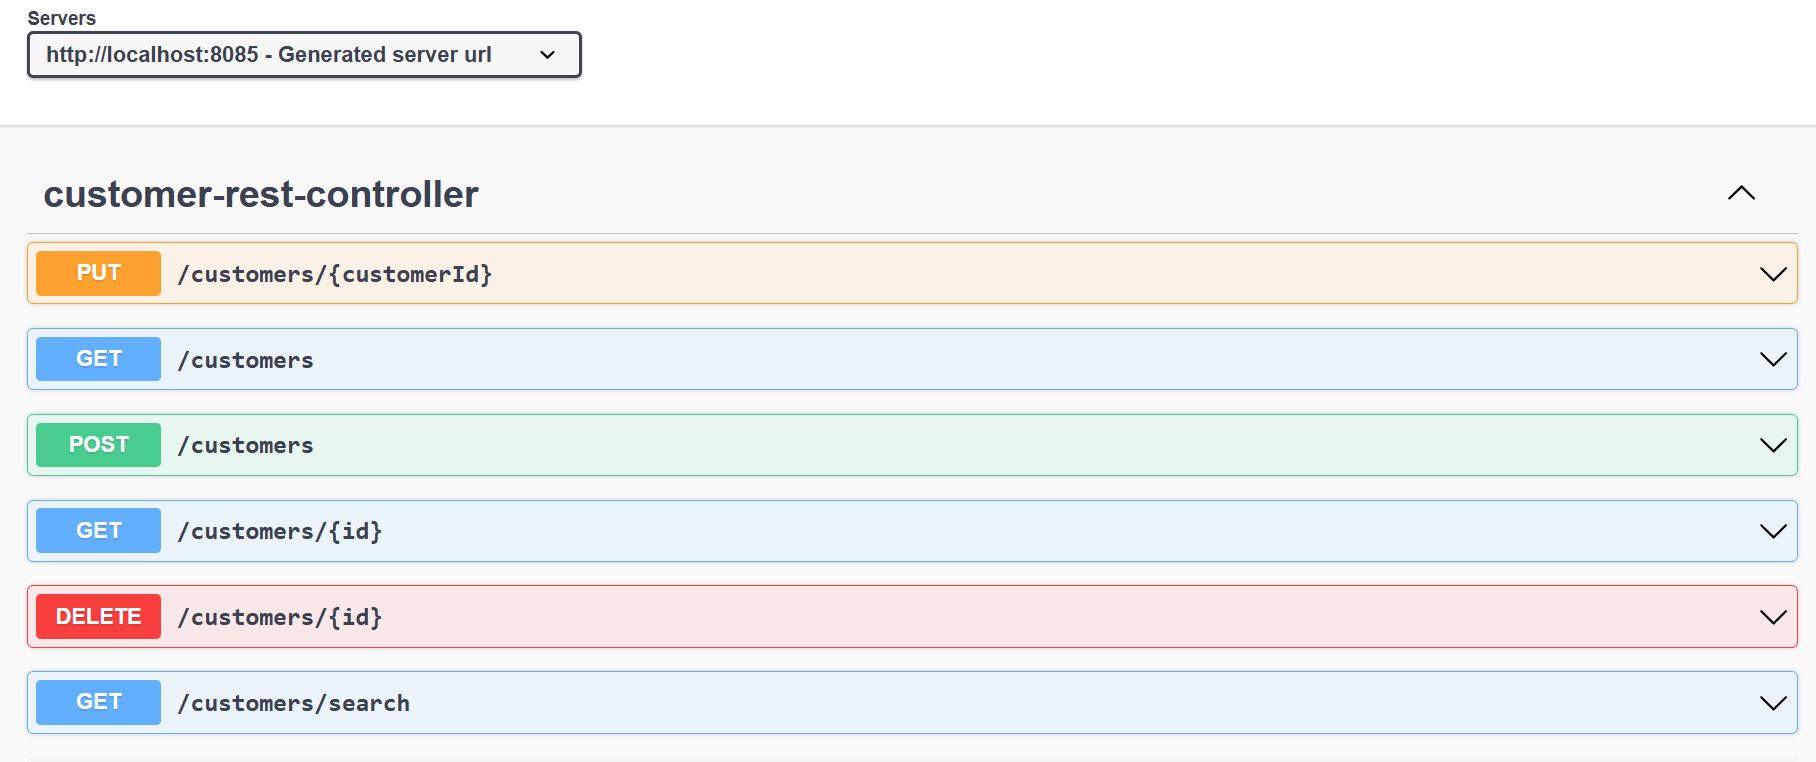 Servers
http://localhost:8085 - Generated server url
customer-rest-controller
PUT /customers/{customerId}
GET /customers
POST /customers
GET /customers/{id}
DELETE /customers/{id}
GET /customers/search